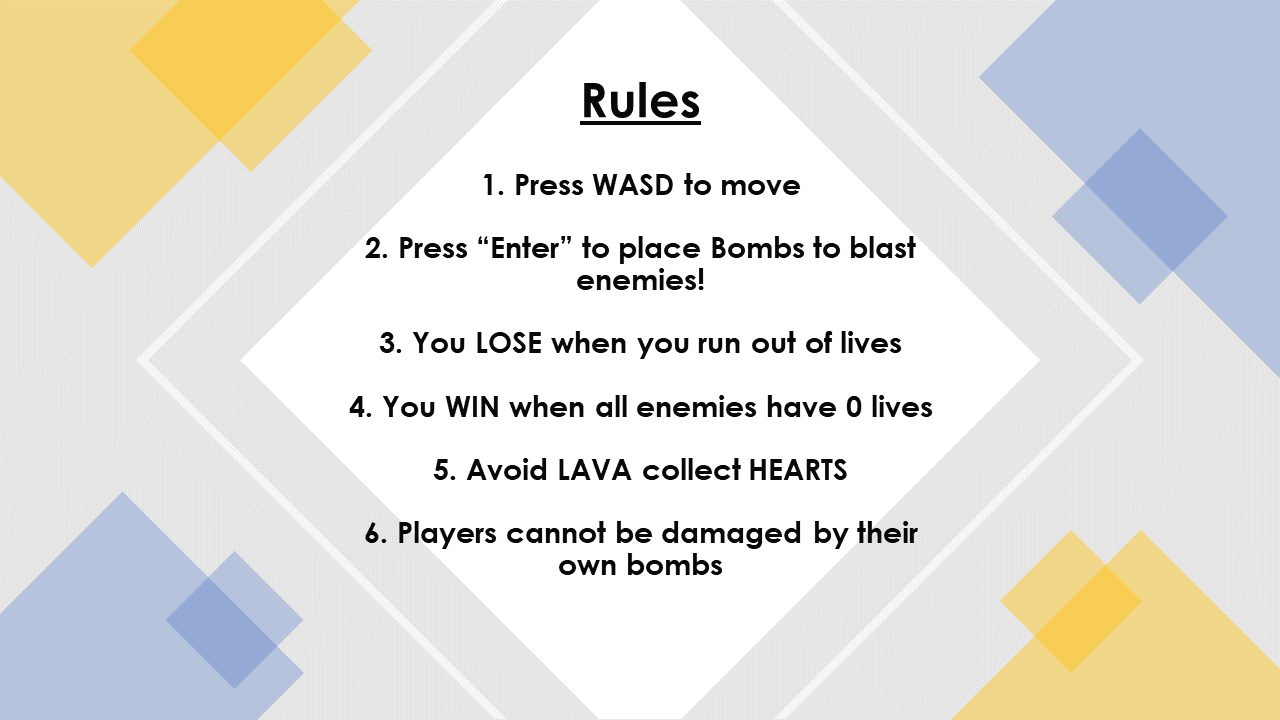 Rules
1. Press WASD to move
2. Press “Enter” to place Bombs to blast
enemies!
3. You LOSE when you run out of lives
4. You WIN when all enemies have 0 lives
5. Avoid LAVA collect HEARTS
6. Players cannot be damaged by their
own bombs